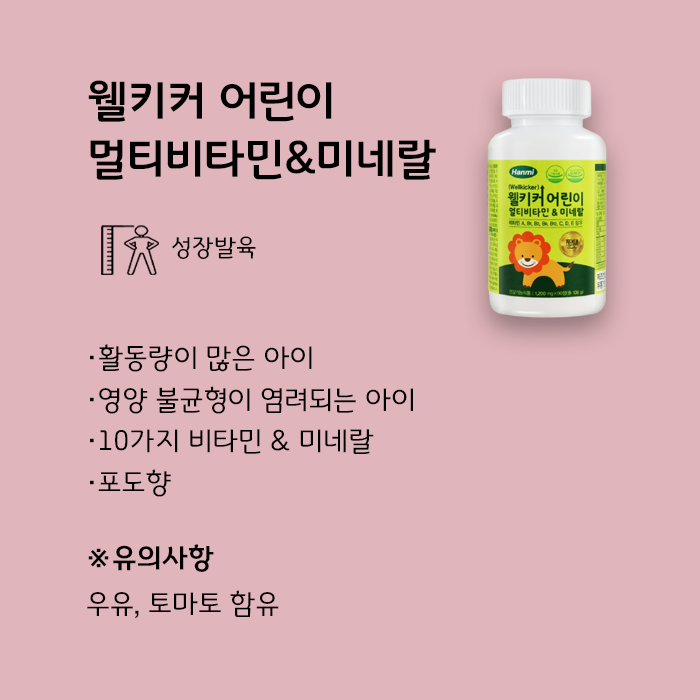 웰키커 어린이
멀티비타민&미네랄
성장발육
·활동량이 많은 아이
·영양 불균형이 염려되는 아이
·10가지 비타민 & 미네랄
·포도향
※유의사항
우유, 토마토 함유
Hanmi
(Wellkicker)
웰키커 어린이
멀티비타민 & 미네랄